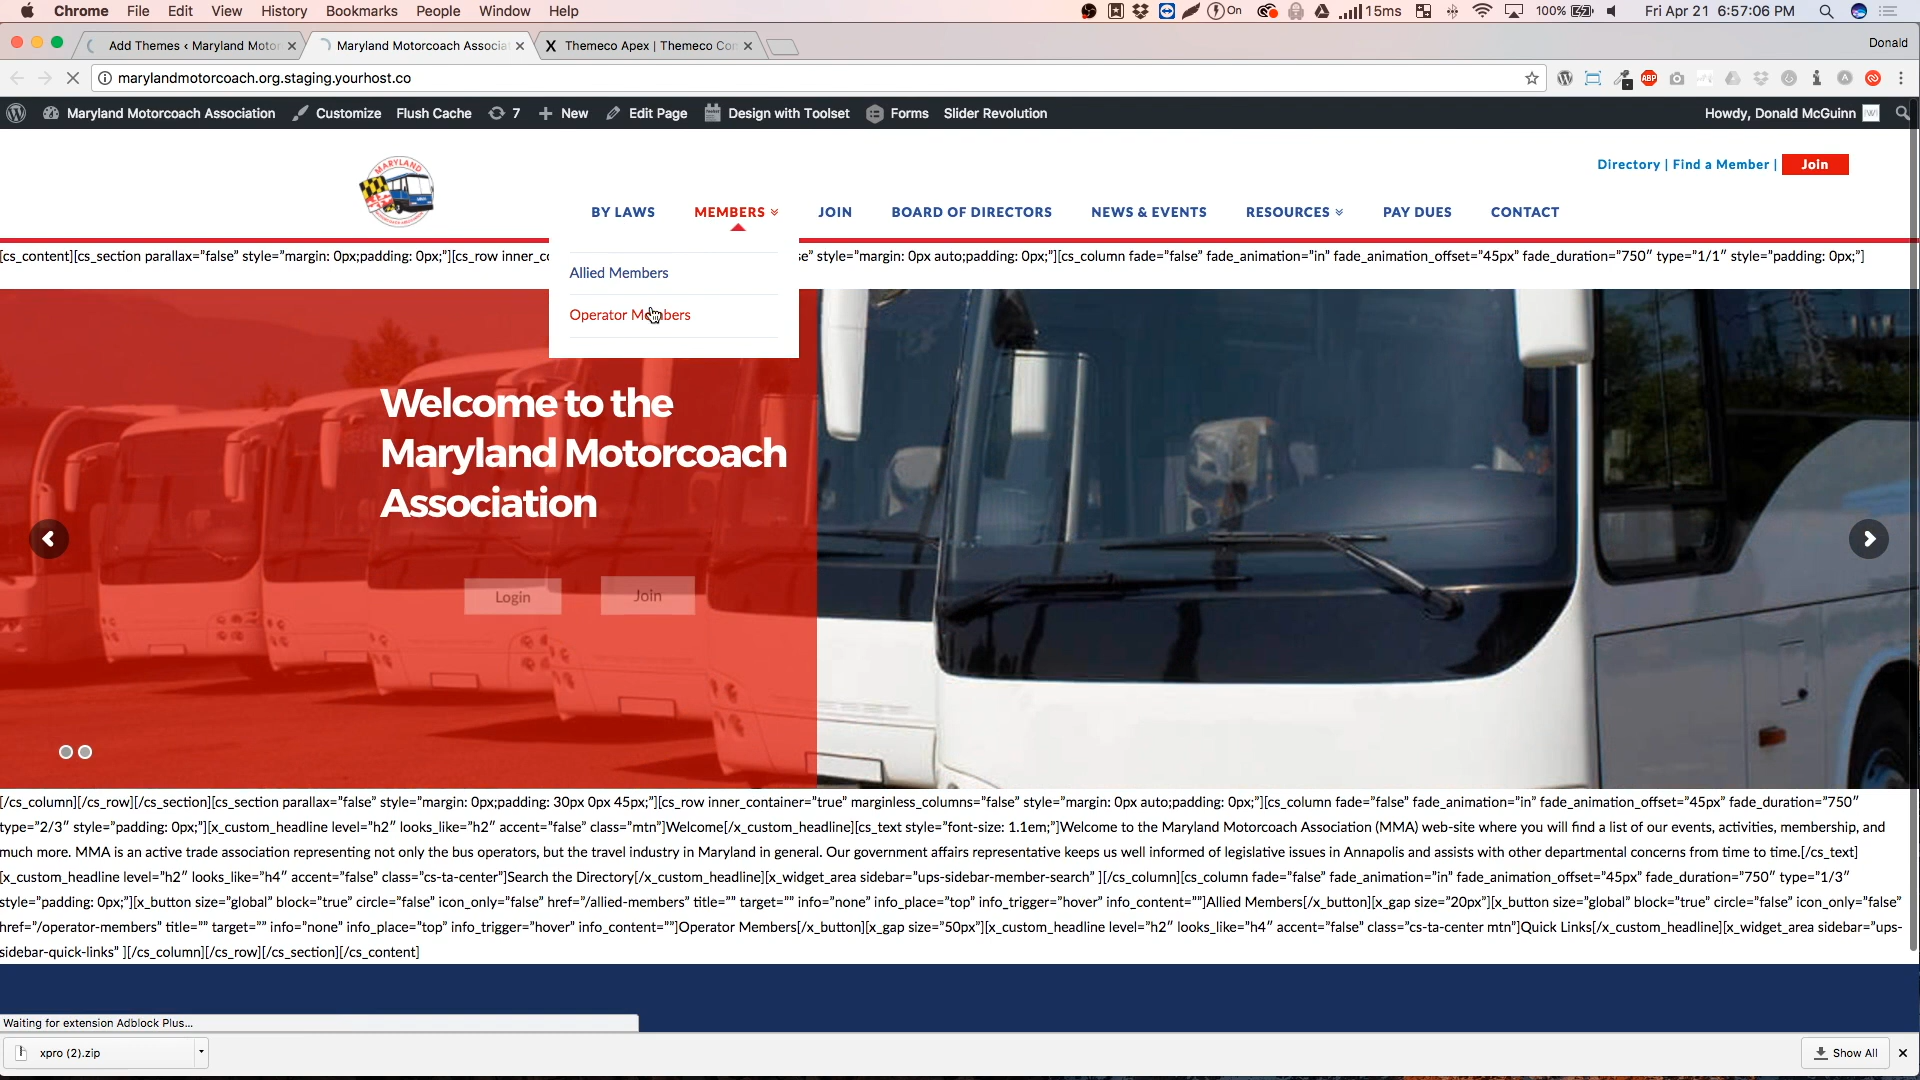 Chrome File Edit View History Bookmarks People Window Help On 15ms 100% Fri Apr 21 6:57:06 PM
Add Themes ‹ Maryland Motor Maryland Motorcoach Associat X Themeco Apex | Themeco Com Donald
marylandmotorcoach.org.staging.yourhost.co ABP
Maryland Motorcoach Association Customize Flush Cache 7 New Edit Page Design with Toolset Forms Slider Revolution Howdy, Donald McGuinn
MARYLAND
Directory | Find a Member | Join
BY LAWS MEMBERS JOIN BOARD OF DIRECTORS NEWS & EVENTS RESOURCES PAY DUES CONTACT
[cs_content][cs_section parallax="false" style="margin: 0px;padding: 0px;"][cs_row inner_co se" style="margin: 0px auto;padding: 0px;"][cs_column fade="false" fade_animation="in" fade_animation_offset="45px" fade_duration="750" type="1/1" style="padding: 0px;"]
Allied Members
Operator Members
Welcome to the
Maryland Motorcoach
Association
Login Join
[/cs_column][/cs_row][/cs_section][cs_section parallax="false" style="margin: 0px;padding: 30px 0px 45px;"][cs_row inner_container="true" marginless_columns="false" style="margin: 0px auto;padding: 0px;"][cs_column fade="false" fade_animation="in" fade_animation_offset="45px" fade_duration="750"
type="2/3" style="padding: 0px;"][x_custom_headline level="h2" looks_like="h2" accent="false" class="mtn"]Welcome[/x_custom_headline][cs_text style="font-size: 1.1em;"]Welcome to the Maryland Motorcoach Association (MMA) web-site where you will find a list of our events, activities, membership, and
much more. MMA is an active trade association representing not only the bus operators, but the travel industry in Maryland in general. Our government affairs representative keeps us well informed of legislative issues in Annapolis and assists with other departmental concerns from time to time.[/cs_text]
[x_custom_headline level="h2" looks_like="h4" accent="false" class="cs-ta-center"]Search the Directory[/x_custom_headline][x_widget_area sidebar="ups-sidebar-member-search" ][/cs_column][cs_column fade="false" fade_animation="in" fade_animation_offset="45px" fade_duration="750" type="1/3"
style="padding: 0px;"][x_button size="global" block="true" circle="false" icon_only="false" href="/allied-members" title="" target="" info="none" info_place="top" info_trigger="hover" info_content=""]Allied Members[/x_button][x_gap size="20px"][x_button size="global" block="true" circle="false" icon_only="false"
href="/operator-members" title="" target="" info="none" info_place="top" info_trigger="hover" info_content=""]Operator Members[/x_button][x_gap size="50px"][x_custom_headline level="h2" looks_like="h4" accent="false" class="cs-ta-center mtn"]Quick Links[/x_custom_headline][x_widget_area sidebar="ups-
sidebar-quick-links" ][/cs_column][/cs_row][/cs_section][/cs_content]
Waiting for extension Adblock Plus...
xpro (2).zip Show All